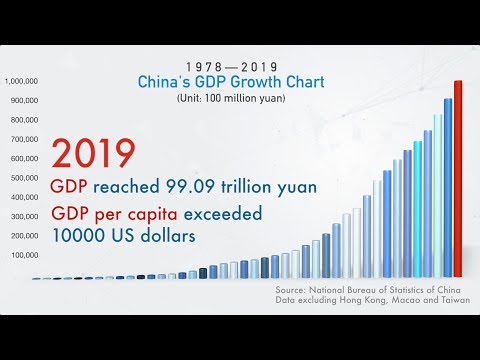 1978—2019
China's GDP Growth Chart
(Unit: 100 million yuan)
1,000,000
900,000
800,000
700,000
600,000
500,000
400,000
300,000
200,000
100,000
2019
GDP reached 99.09 trillion yuan
GDP per capita exceeded
10000 US dollars
Source: National Bureau of Statistics of China
Data excluding Hong Kong, Macao and Taiwan